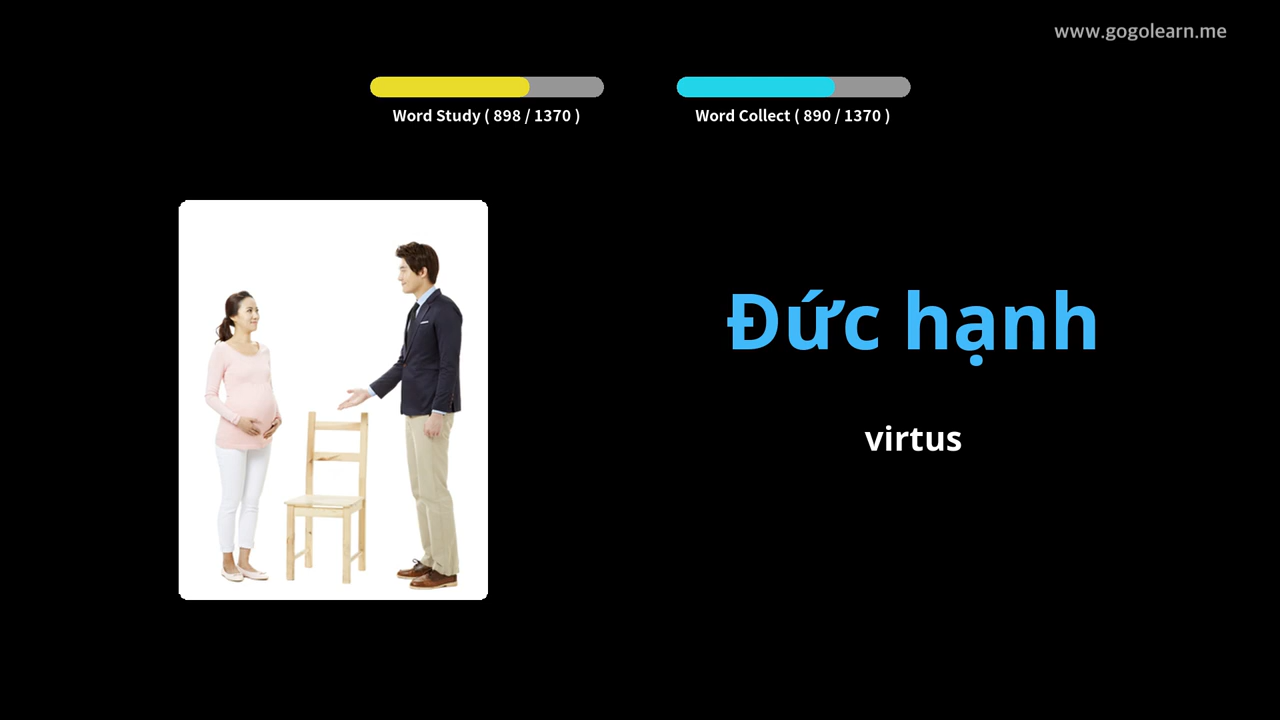 www.gogolearn.me
Word Study ( 898 / 1370 )
Word Collect ( 890 / 1370 )
Đức hạnh
virtus